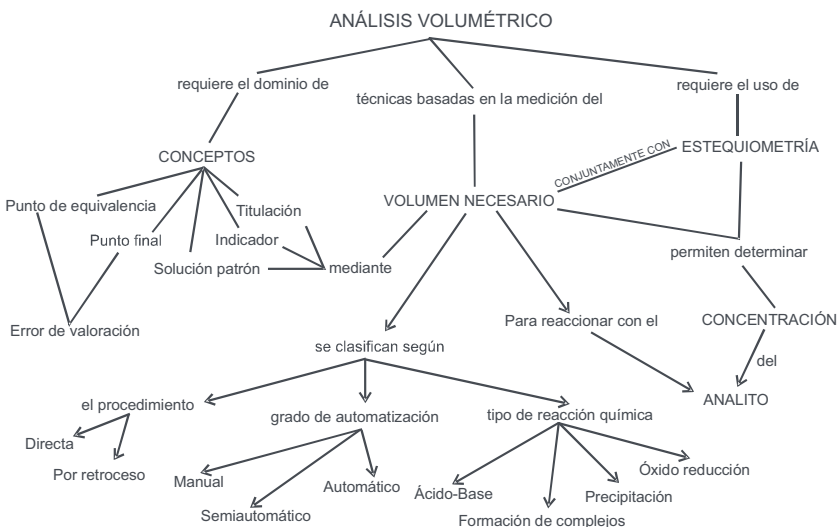 ANÁLISIS VOLUMÉTRICO
requiere el dominio de
técnicas basadas en la medición del
requiere el uso de
CONCEPTOS
CONJUNTAMENTE CON
ESTEQUIOMETRÍA
Punto de equivalencia
Titulación
VOLUMEN NECESARIO
Punto final
Indicador
Solución patrón
mediante
permiten determinar
Error de valoración
Para reaccionar con el
CONCENTRACIÓN
se clasifican según
del
el procedimiento
grado de automatización
tipo de reacción química
ANALITO
Directa
Por retroceso
Manual
Automático
Semiautomático
Ácido-Base
Formación de complejos
Precipitación
Óxido reducción